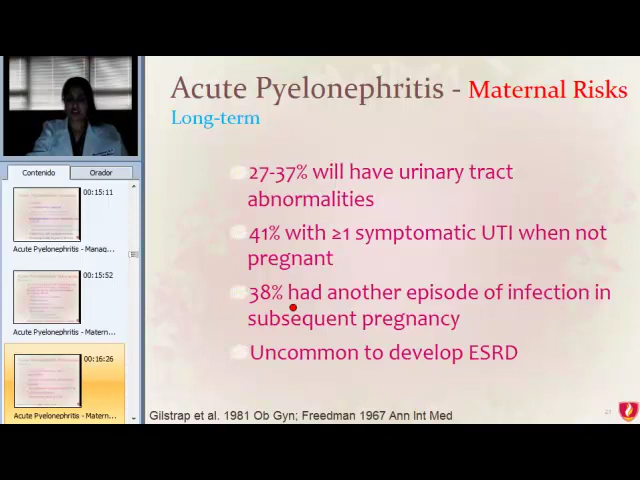 Acute Pyelonephritis - Maternal Risks
Long-term
27-37% will have urinary tract
abnormalities
41% with ≥1 symptomatic UTI when not
pregnant
38% had another episode of infection in
subsequent pregnancy
Uncommon to develop ESRD
Gilstrap et al. 1981 Ob Gyn; Freedman 1967 Ann Int Med
Contenido
Orador
00:15:11
Acute Pyelonephritis - Manag...
00:15:52
Acute Pyelonephritis - Matern...
00:16:26
Acute Pyelonephritis - Matern...